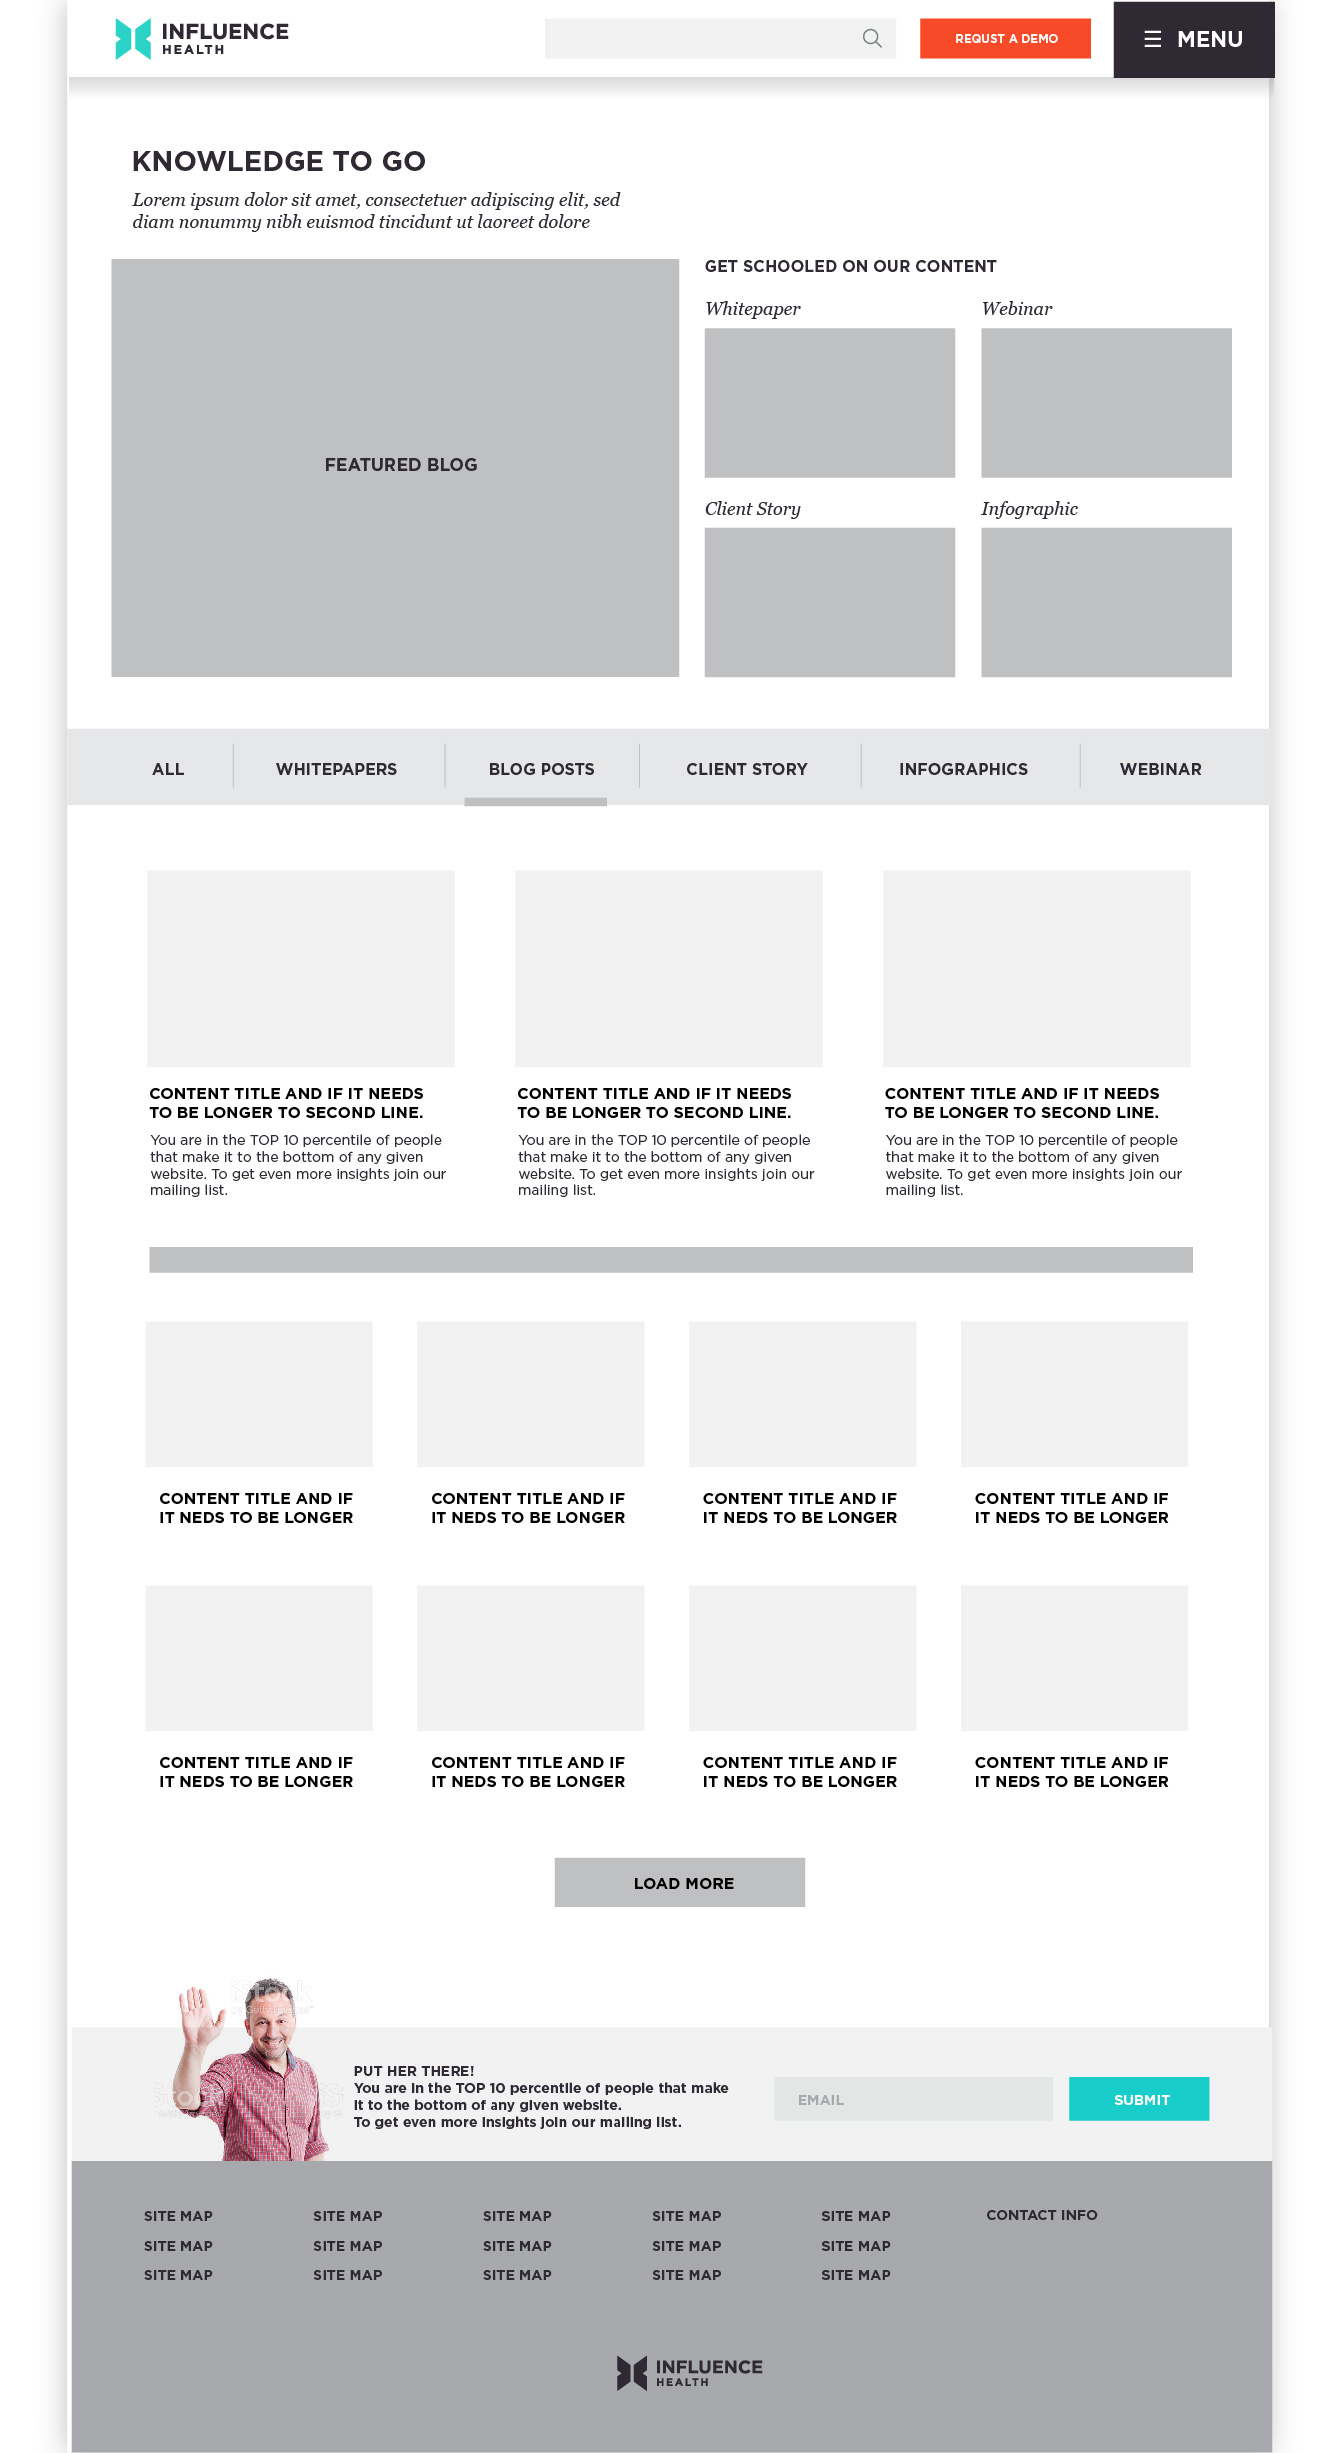 INFLUENCE
HEALTH
REQUST A DEMO
☰ MENU
KNOWLEDGE TO GO
Lorem ipsum dolor sit amet, consectetuer adipiscing elit, sed
diam nonummy nibh euismod tincidunt ut laoreet dolore
FEATURED BLOG
GET SCHOOLED ON OUR CONTENT
Whitepaper
Webinar
Client Story
Infographic
ALL
WHITEPAPERS
BLOG POSTS
CLIENT STORY
INFOGRAPHICS
WEBINAR
CONTENT TITLE AND IF IT NEEDS
TO BE LONGER TO SECOND LINE.
You are in the TOP 10 percentile of people
that make it to the bottom of any given
website. To get even more insights join our
mailing list.
CONTENT TITLE AND IF IT NEEDS
TO BE LONGER TO SECOND LINE.
You are in the TOP 10 percentile of people
that make it to the bottom of any given
website. To get even more insights join our
mailing list.
CONTENT TITLE AND IF IT NEEDS
TO BE LONGER TO SECOND LINE.
You are in the TOP 10 percentile of people
that make it to the bottom of any given
website. To get even more insights join our
mailing list.
CONTENT TITLE AND IF
IT NEDS TO BE LONGER
CONTENT TITLE AND IF
IT NEDS TO BE LONGER
CONTENT TITLE AND IF
IT NEDS TO BE LONGER
CONTENT TITLE AND IF
IT NEDS TO BE LONGER
CONTENT TITLE AND IF
IT NEDS TO BE LONGER
CONTENT TITLE AND IF
IT NEDS TO BE LONGER
CONTENT TITLE AND IF
IT NEDS TO BE LONGER
CONTENT TITLE AND IF
IT NEDS TO BE LONGER
LOAD MORE
iStock
PUT HER THERE!
You are in the TOP 10 percentile of people that make
it to the bottom of any given website.
To get even more insights join our mailing list.
EMAIL
SUBMIT
SITE MAP
SITE MAP
SITE MAP
SITE MAP
SITE MAP
CONTACT INFO
SITE MAP
SITE MAP
SITE MAP
SITE MAP
SITE MAP
SITE MAP
SITE MAP
SITE MAP
SITE MAP
SITE MAP
INFLUENCE
HEALTH